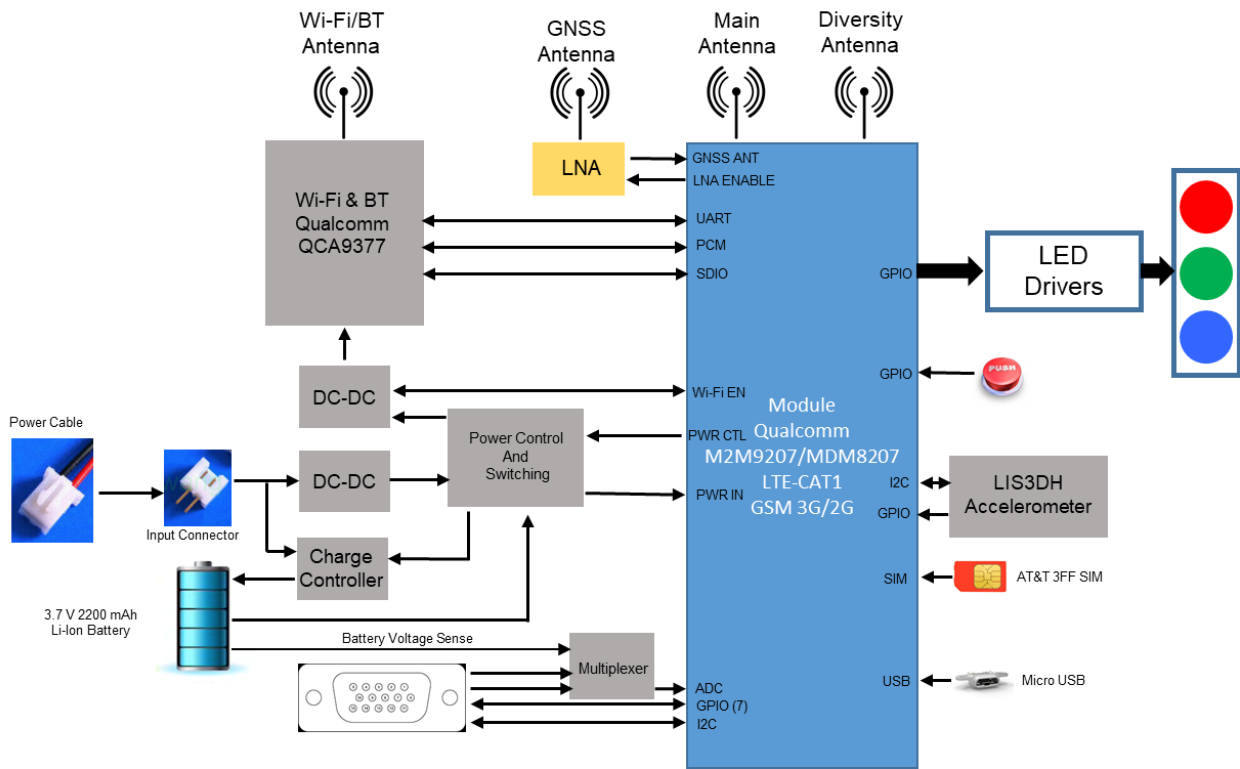 Wi-Fi/BT
Antenna
GNSS
Antenna
Main
Antenna
Diversity
Antenna
LNA
GNSS ANT
LNA ENABLE
Wi-Fi & BT
Qualcomm
QCA9377
UART
PCM
SDIO
GPIO
LED
Drivers
DC-DC
Wi-Fi EN
GPIO
PUSH
Module
Qualcomm
M2M9207/MDM8207
LTE-CAT1
GSM 3G/2G
Power Control
And
Switching
PWR CTL
PWR IN
Power Cable
DC-DC
Input Connector
Charge
Controller
I2C
GPIO
LIS3DH
Accelerometer
SIM
AT&T 3FF SIM
3.7 V 2200 mAh
Li-Ion Battery
Battery Voltage Sense
Multiplexer
ADC
GPIO (7)
I2C
USB
Micro USB